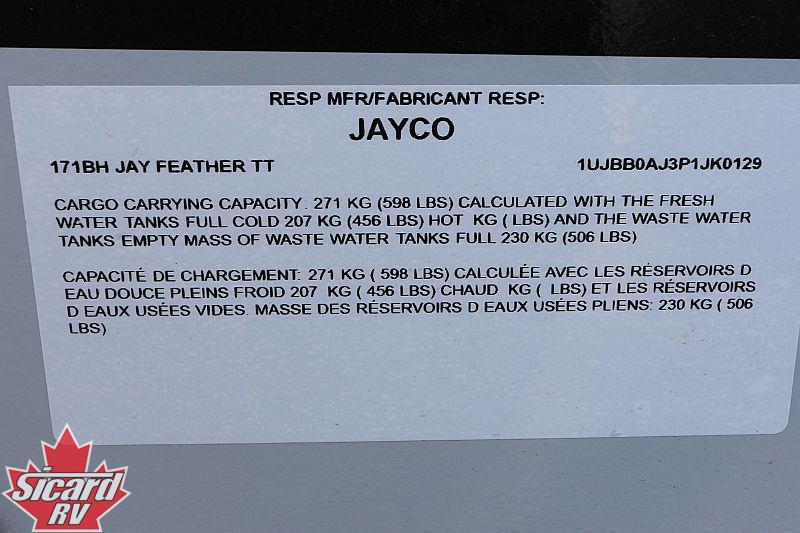 RESP MFR/FABRICANT RESP:
JAYCO
171BH JAY FEATHER TT 1UJBB0AJ3P1JK0129
CARGO CARRYING CAPACITY. 271 KG (598 LBS) CALCULATED WITH THE FRESH
WATER TANKS FULL COLD 207 KG (456 LBS) HOT KG ( LBS) AND THE WASTE WATER
TANKS EMPTY MASS OF WASTE WATER TANKS FULL 230 KG (506 LBS)
CAPACITÉ DE CHARGEMENT: 271 KG ( 598 LBS) CALCULÉE AVEC LES RÉSERVOIRS D
EAU DOUCE PLEINS FROID 207 KG ( 456 LBS) CHAUD KG ( LBS) ET LES RÉSERVOIRS
D EAUX USÉES VIDES. MASSE DES RÉSERVOIRS D EAUX USÉES PLIENS: 230 KG ( 506
LBS)
Sicard
RV